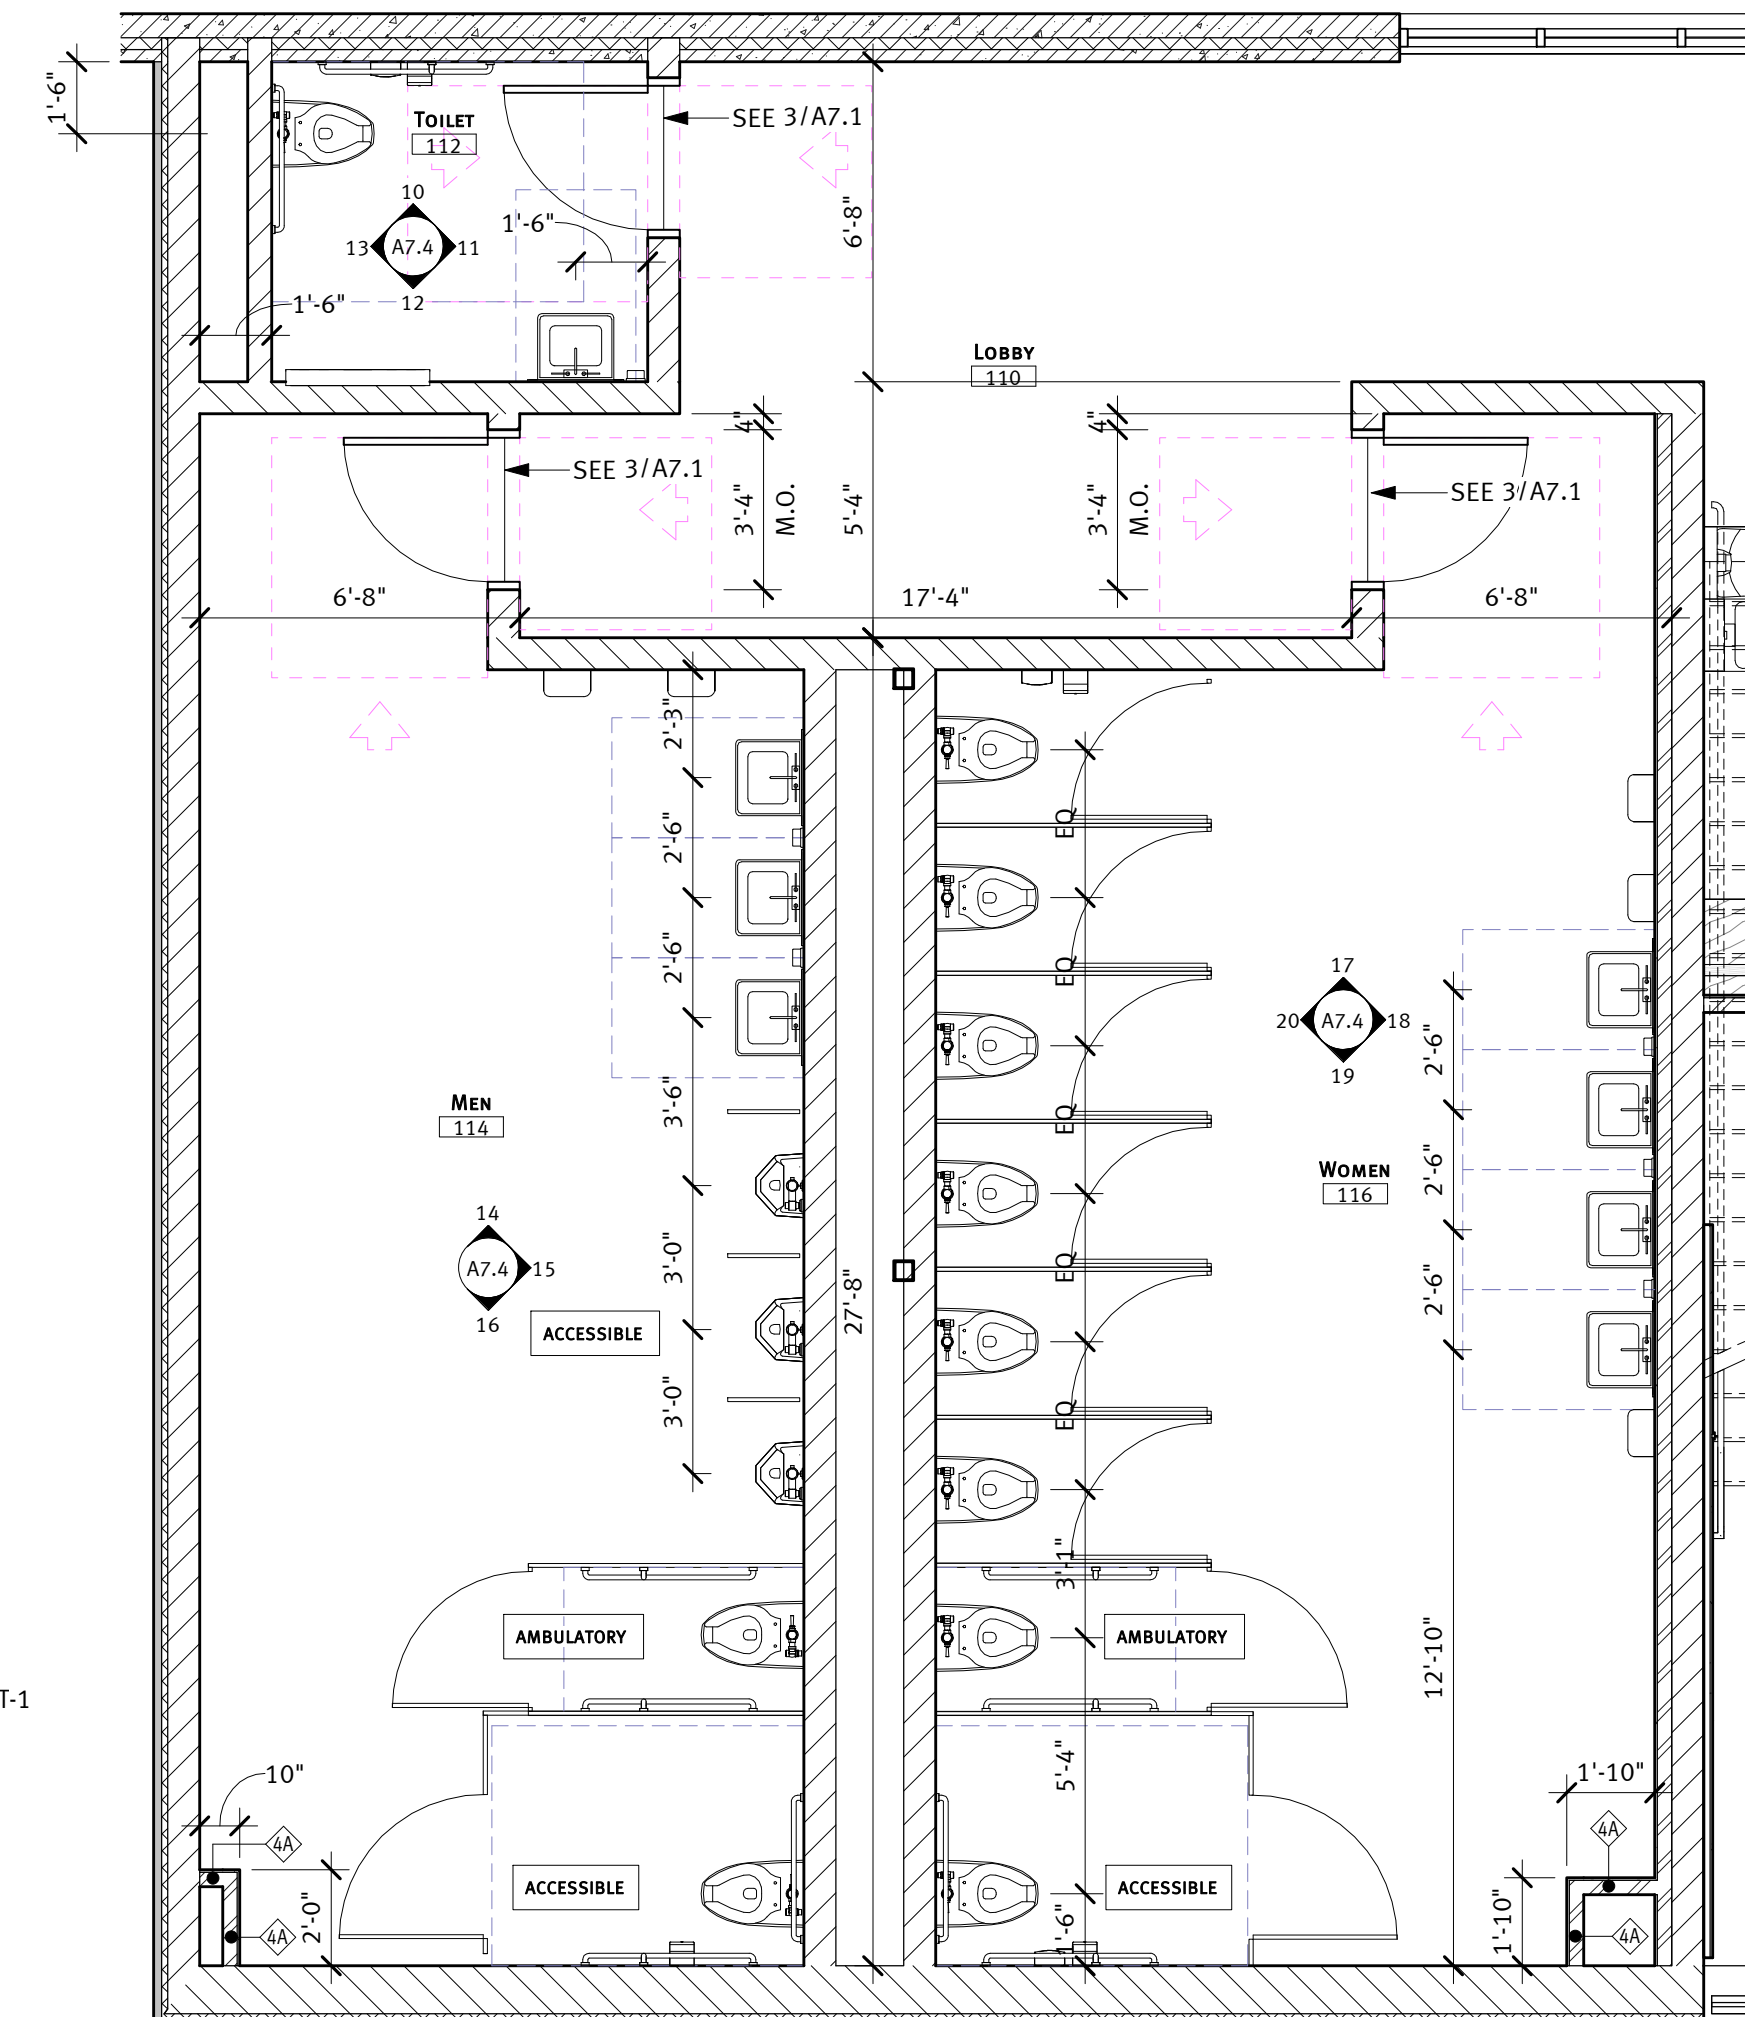 1'-6"
TOILET
112
SEE 3/A7.1
10
13
A7.4
11
12
1'-6"
1'-6"
6'-8"
LOBBY
110
4"
4"
SEE 3/A7.1
SEE 3/A7.1
3'-4"
M.O.
5'-4"
3'-4"
M.O.
6'-8"
17'-4"
6'-8"
2'-3"
2'-6"
EQ
2'-6"
EQ
17
20
A7.4
18
19
2'-6"
MEN
114
3'-6"
EQ
WOMEN
116
2'-6"
14
A7.4
15
16
3'-0"
EQ
27'-8"
2'-6"
ACCESSIBLE
3'-0"
EQ
3'-1"
AMBULATORY
AMBULATORY
12'-10"
T-1
10"
5'-4"
1'-10"
4A
4A
ACCESSIBLE
ACCESSIBLE
2'-0"
1'-6"
1'-10"
4A
4A